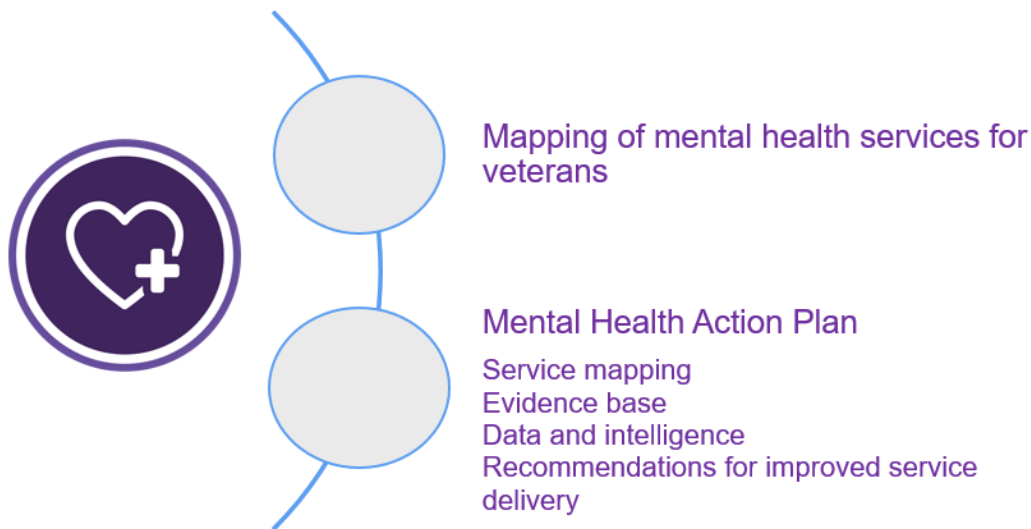 Mapping of mental health services for
veterans
Mental Health Action Plan
Service mapping
Evidence base
Data and intelligence
Recommendations for improved service
delivery